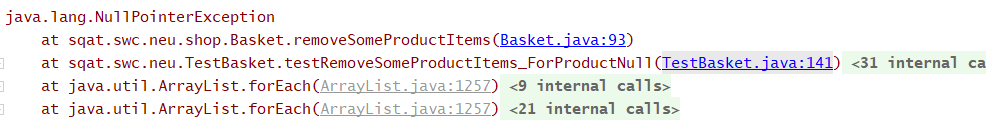 java.lang.NullPointerException
at sqat.swc.neu.shop.Basket.removeSomeProductItems(Basket.java:93)
at sqat.swc.neu.TestBasket.testRemoveSomeProductItems_ForProductNull(TestBasket.java:141) <31 internal ca
at java.util.ArrayList.forEach(ArrayList.java:1257) <9 internal calls>
at java.util.ArrayList.forEach(ArrayList.java:1257) <21 internal calls>